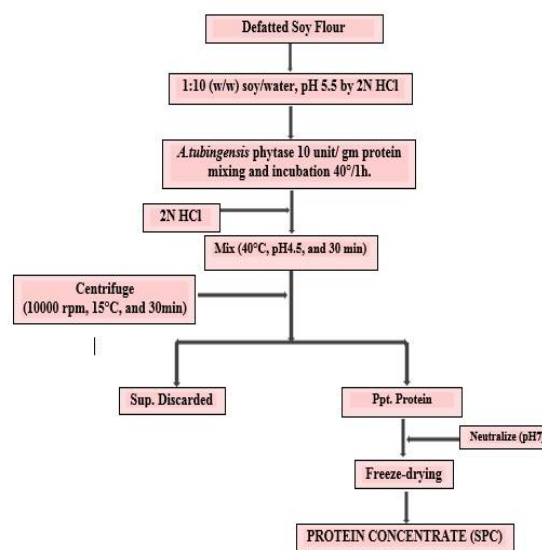 Defatted Soy Flour
1:10 (w/w) soy/water, pH 5.5 by 2N HCl
A.tubingensis phytase 10 unit/ gm protein
mixing and incubation 40°/1h.
2N HCl
Mix (40°C, pH4.5, and 30 min)
Centrifuge
(10000 rpm, 15°C, and 30min)
Sup. Discarded
Ppt. Protein
Neutralize (pH7
Freeze-drying
PROTEIN CONCENTRATE (SPC)